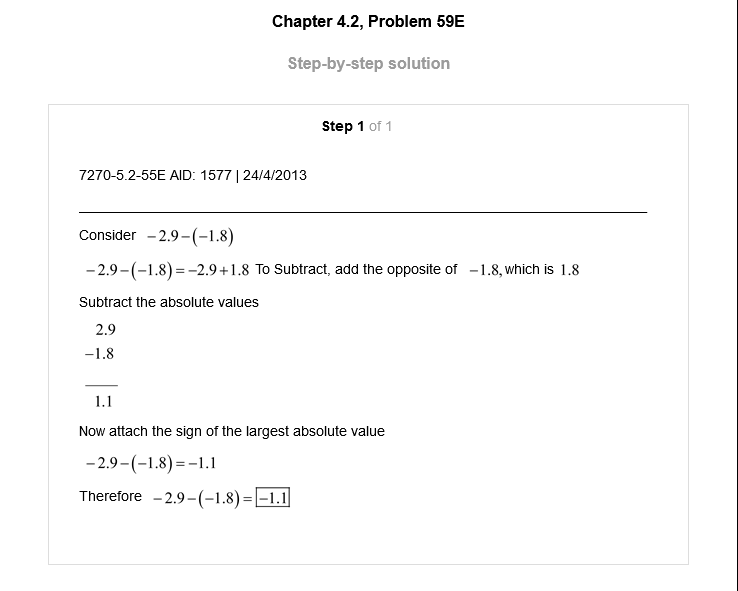 Chapter 4.2, Problem 59E
Step-by-step solution
Step 1 of 1
7270-5.2-55E AID: 1577 | 24/4/2013
Consider −2.9−(−1.8)
−2.9−(−1.8)=−2.9+1.8 To Subtract, add the opposite of −1.8, which is 1.8
Subtract the absolute values
2.9
−1.8
1.1
Now attach the sign of the largest absolute value
−2.9−(−1.8)=−1.1
Therefore −2.9−(−1.8)=−1.1